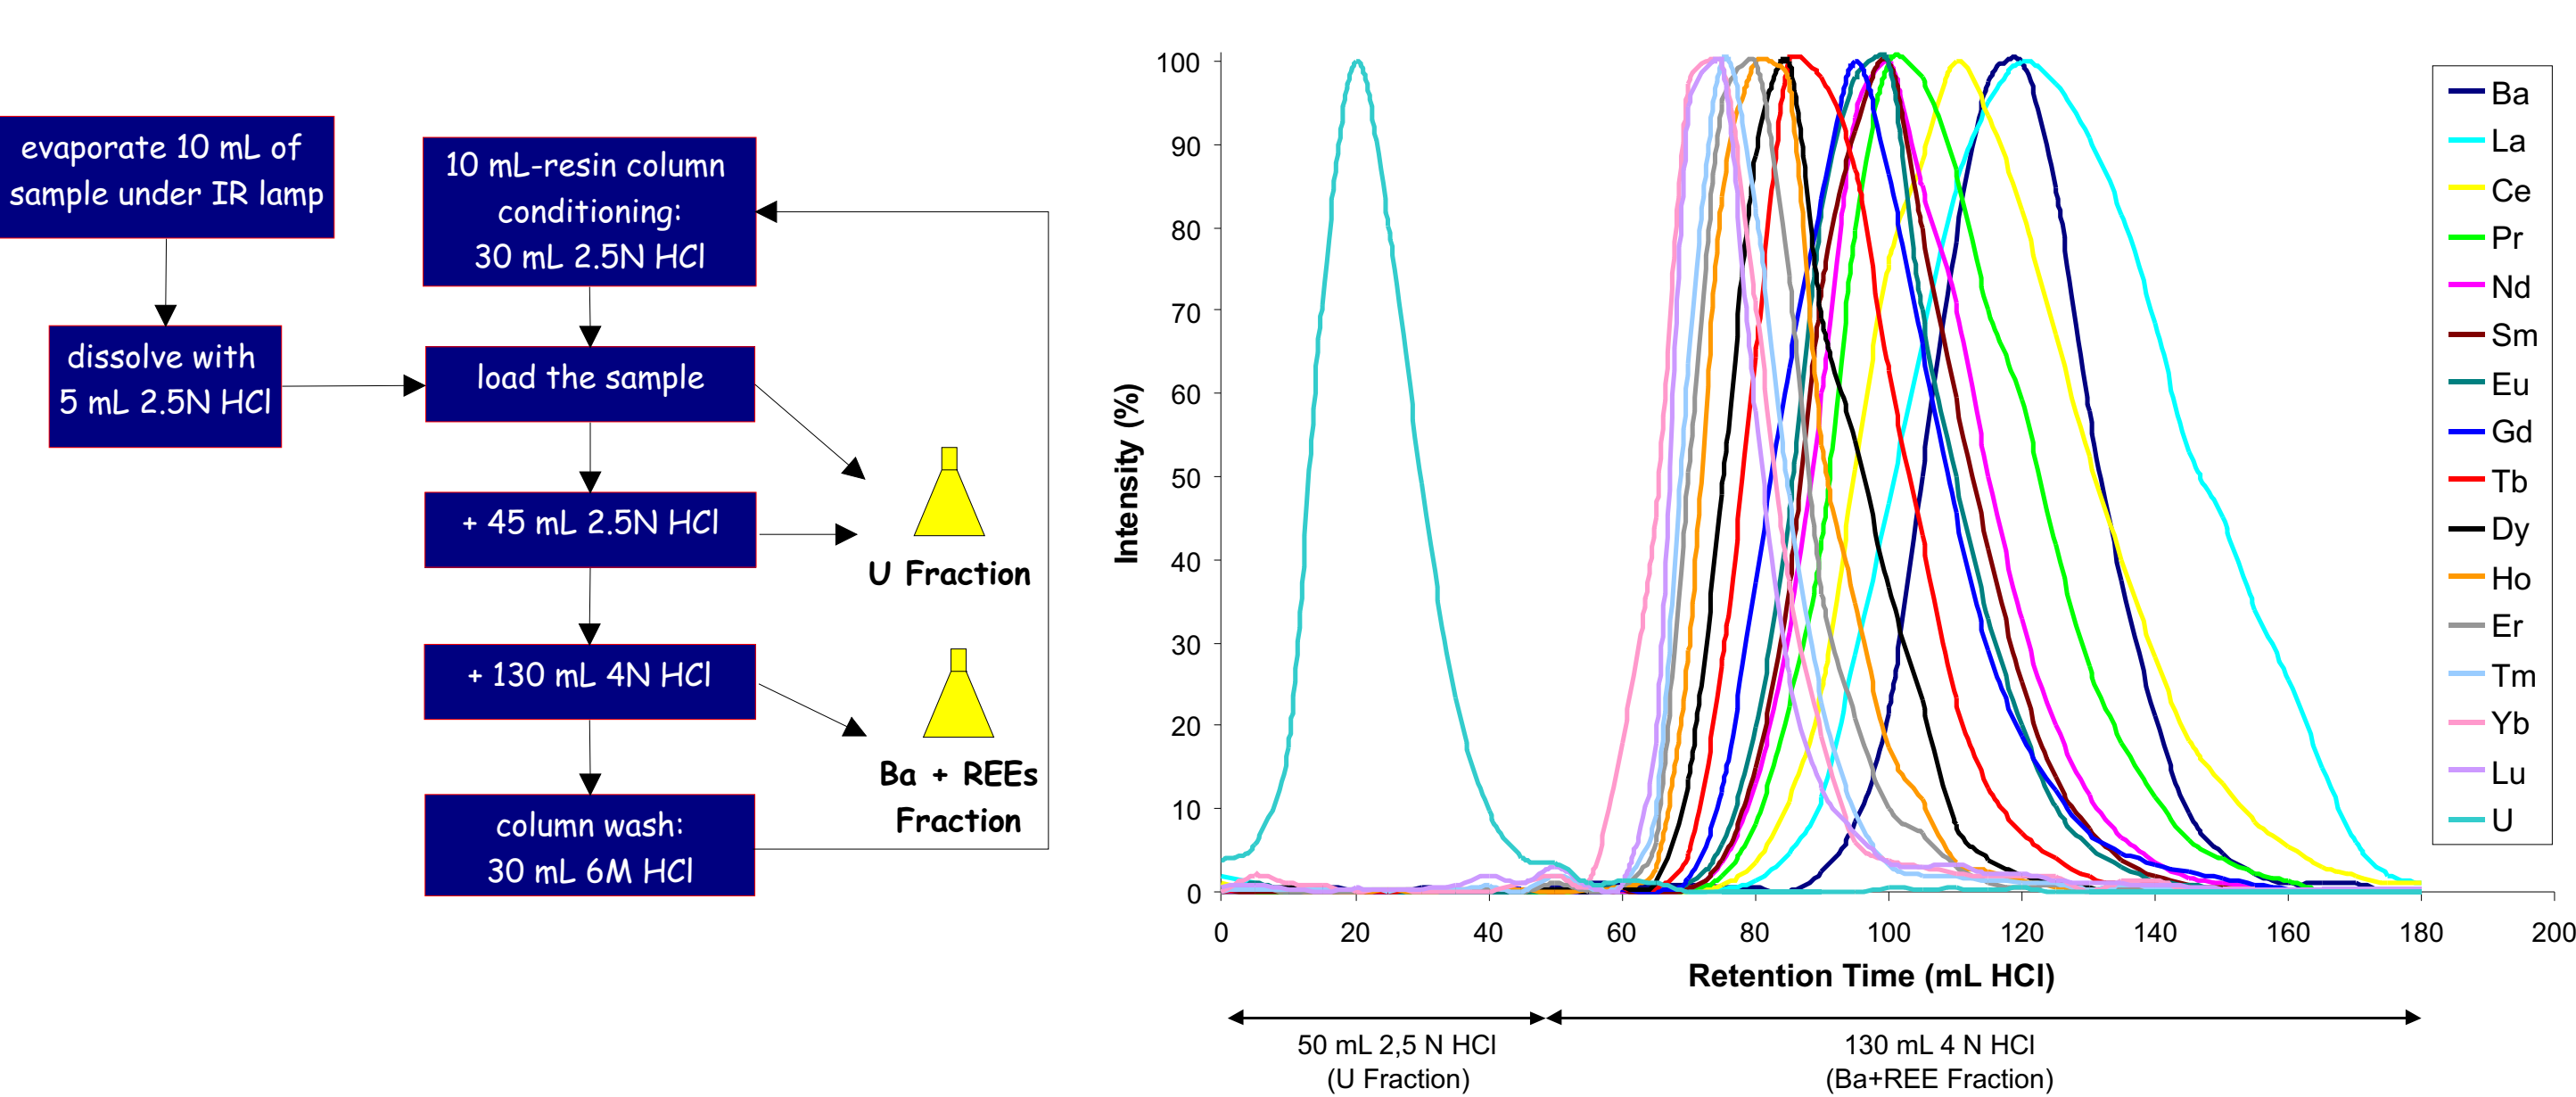 evaporate 10 mL of
sample under IR lamp
dissolve with
5 mL 2.5N HCl
10 mL-resin column
conditioning:
30 mL 2.5N HCl
load the sample
+ 45 mL 2.5N HCl
U Fraction
+ 130 mL 4N HCl
Ba + REEs
Fraction
column wash:
30 mL 6M HCl
Intensity (%)
100
90
80
70
60
50
40
30
20
10
0
0 20 40 60 80 100 120 140 160 180 200
Retention Time (mL HCl)
50 mL 2,5 N HCl
(U Fraction)
130 mL 4 N HCl
(Ba+REE Fraction)
Ba
La
Ce
Pr
Nd
Sm
Eu
Gd
Tb
Dy
Ho
Er
Tm
Yb
Lu
U